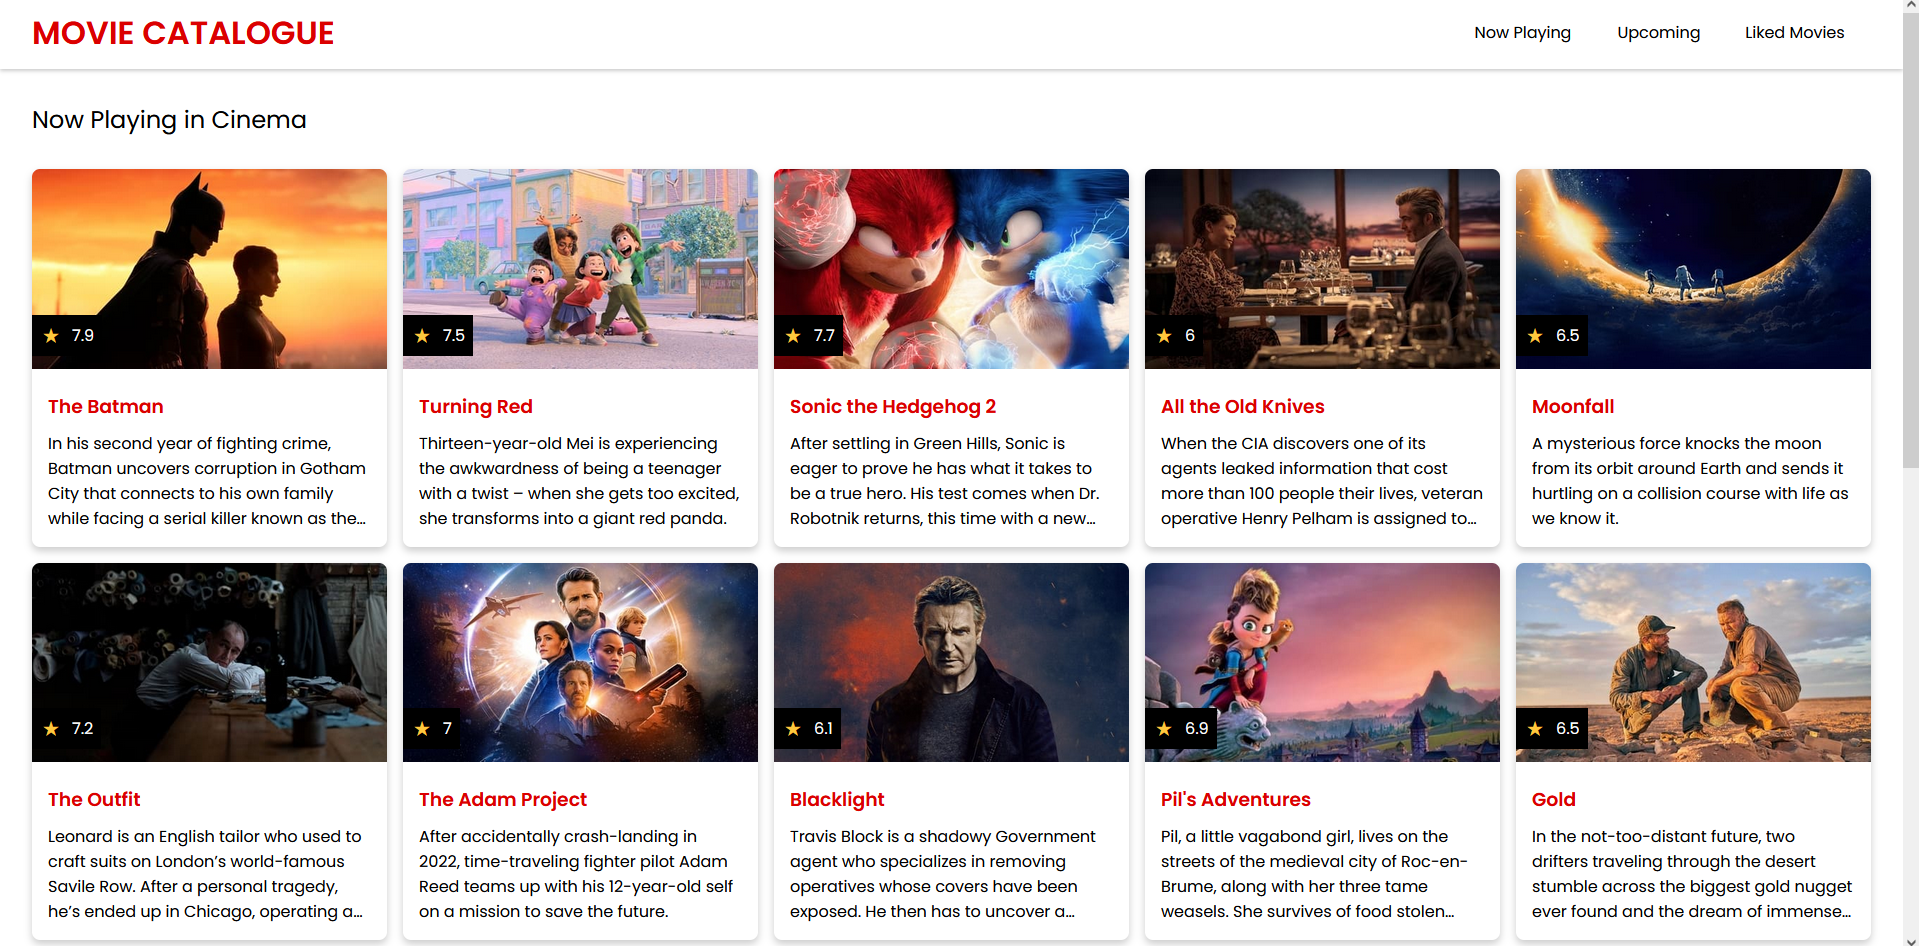 MOVIE CATALOGUE
Now Playing
Upcoming
Liked Movies
Now Playing in Cinema
7.9
7.5
7.7
6
6.5
The Batman
In his second year of fighting crime,
Batman uncovers corruption in Gotham
City that connects to his own family
while facing a serial killer known as the…
Turning Red
Thirteen-year-old Mei is experiencing
the awkwardness of being a teenager
with a twist – when she gets too excited,
she transforms into a giant red panda.
Sonic the Hedgehog 2
After settling in Green Hills, Sonic is
eager to prove he has what it takes to
be a true hero. His test comes when Dr.
Robotnik returns, this time with a new…
All the Old Knives
When the CIA discovers one of its
agents leaked information that cost
more than 100 people their lives, veteran
operative Henry Pelham is assigned to…
Moonfall
A mysterious force knocks the moon
from its orbit around Earth and sends it
hurtling on a collision course with life as
we know it.
7.2
7
6.1
6.9
6.5
The Outfit
Leonard is an English tailor who used to
craft suits on London’s world-famous
Savile Row. After a personal tragedy,
he’s ended up in Chicago, operating a…
The Adam Project
After accidentally crash-landing in
2022, time-traveling fighter pilot Adam
Reed teams up with his 12-year-old self
on a mission to save the future.
Blacklight
Travis Block is a shadowy Government
agent who specializes in removing
operatives whose covers have been
exposed. He then has to uncover a…
Pil's Adventures
Pil, a little vagabond girl, lives on the
streets of the medieval city of Roc-en-
Brume, along with her three tame
weasels. She survives of food stolen…
Gold
In the not-too-distant future, two
drifters traveling through the desert
stumble across the biggest gold nugget
ever found and the dream of immense…